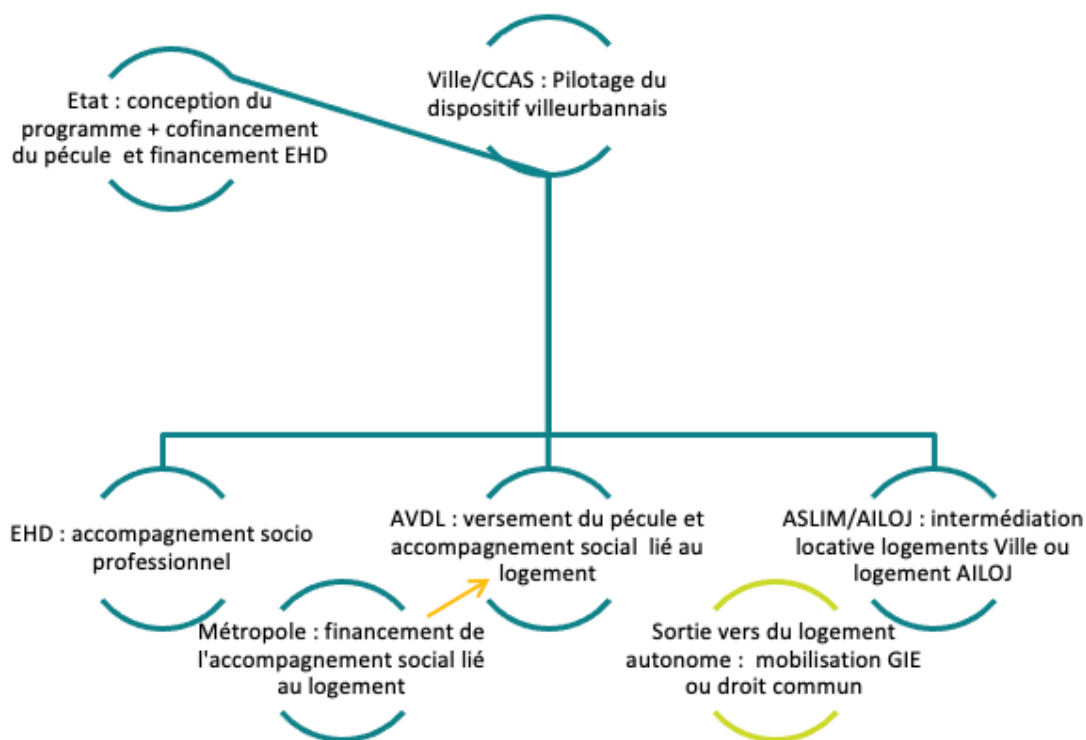 Etat : conception du
programme + cofinancement
du pécule et financement EHD
Ville/CCAS : Pilotage du
dispositif villeurbannais
EHD : accompagnement socio
professionnel
AVDL : versement du pécule et
accompagnement social lié au
logement
ASLIM/AILOJ : intermédiation
locative logements Ville ou
logement AILOJ
Métropole : financement de
l'accompagnement social lié
au logement
Sortie vers du logement
autonome : mobilisation GIE
ou droit commun